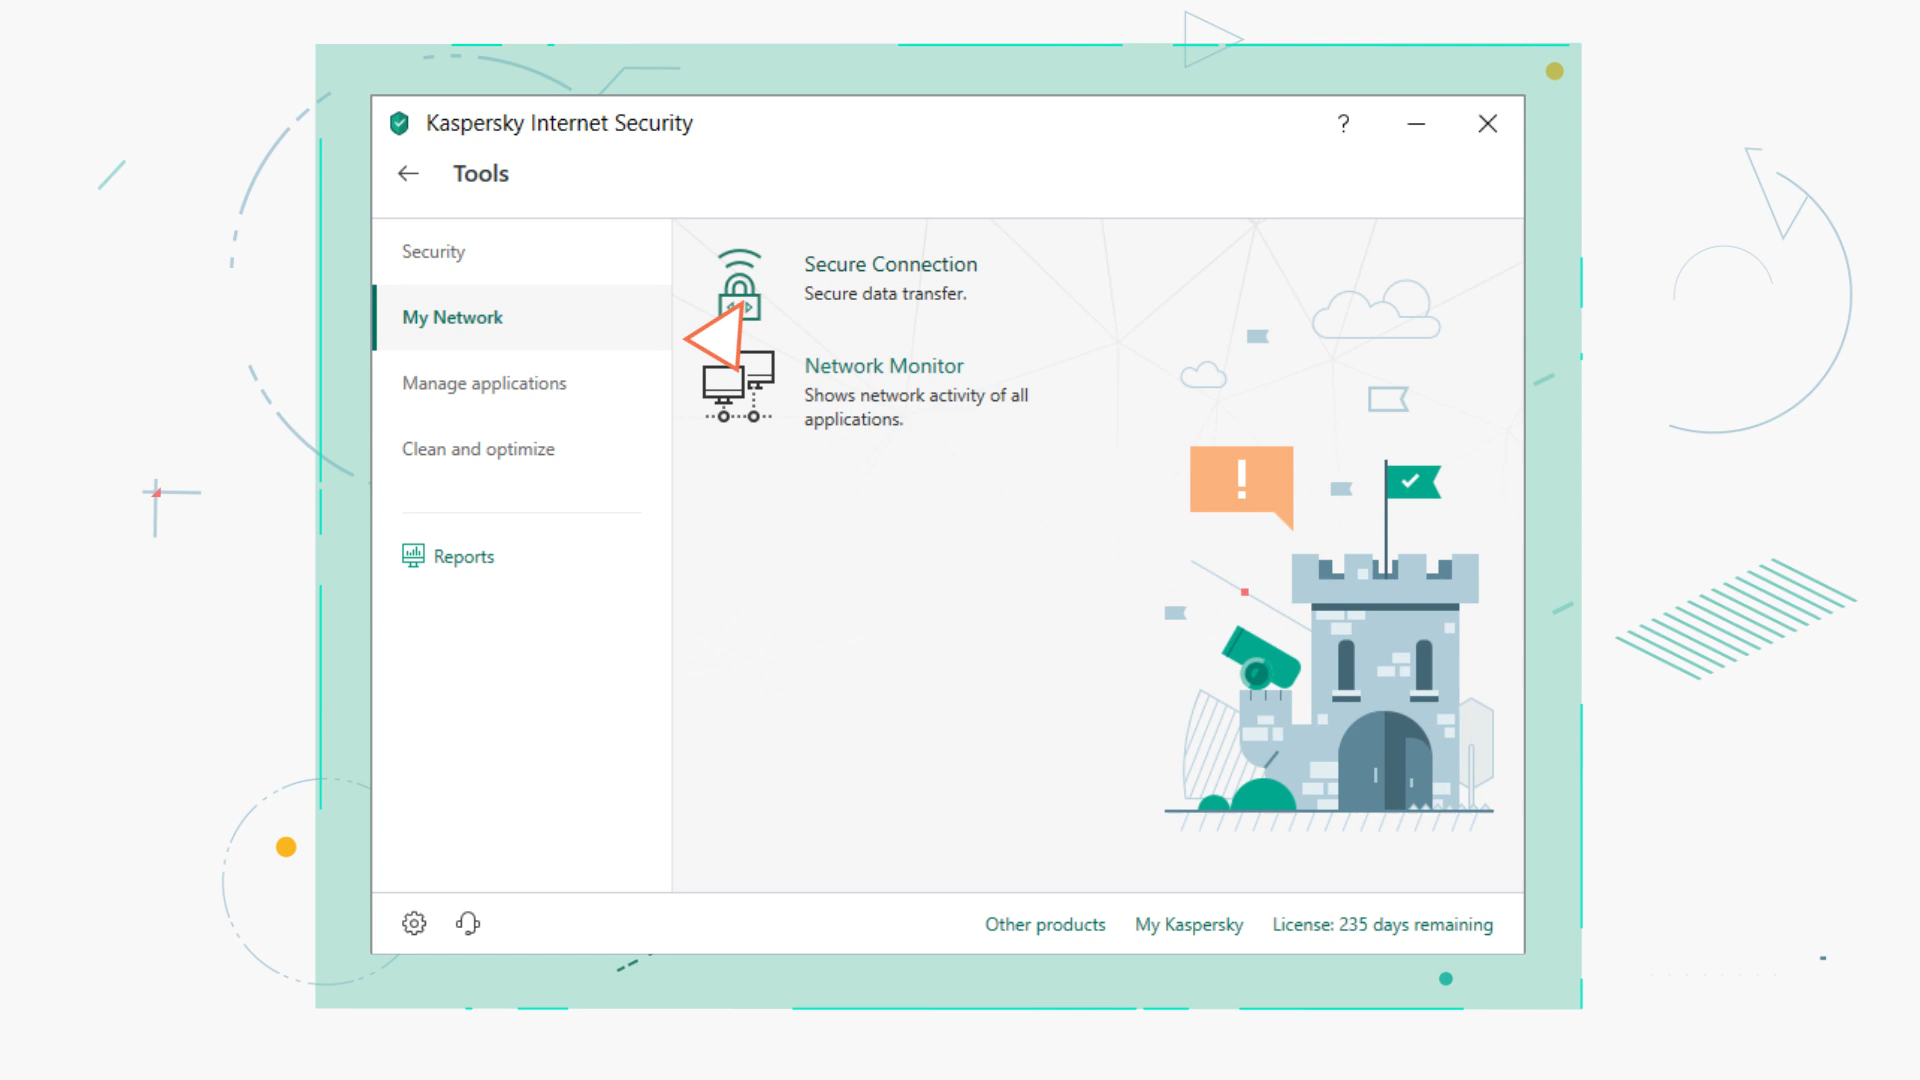 Kaspersky Internet Security
?
Tools
Security
My Network
Manage applications
Clean and optimize
Reports
Secure Connection
Secure data transfer.
Network Monitor
Shows network activity of all
applications.
!
Other products My Kaspersky License: 235 days remaining